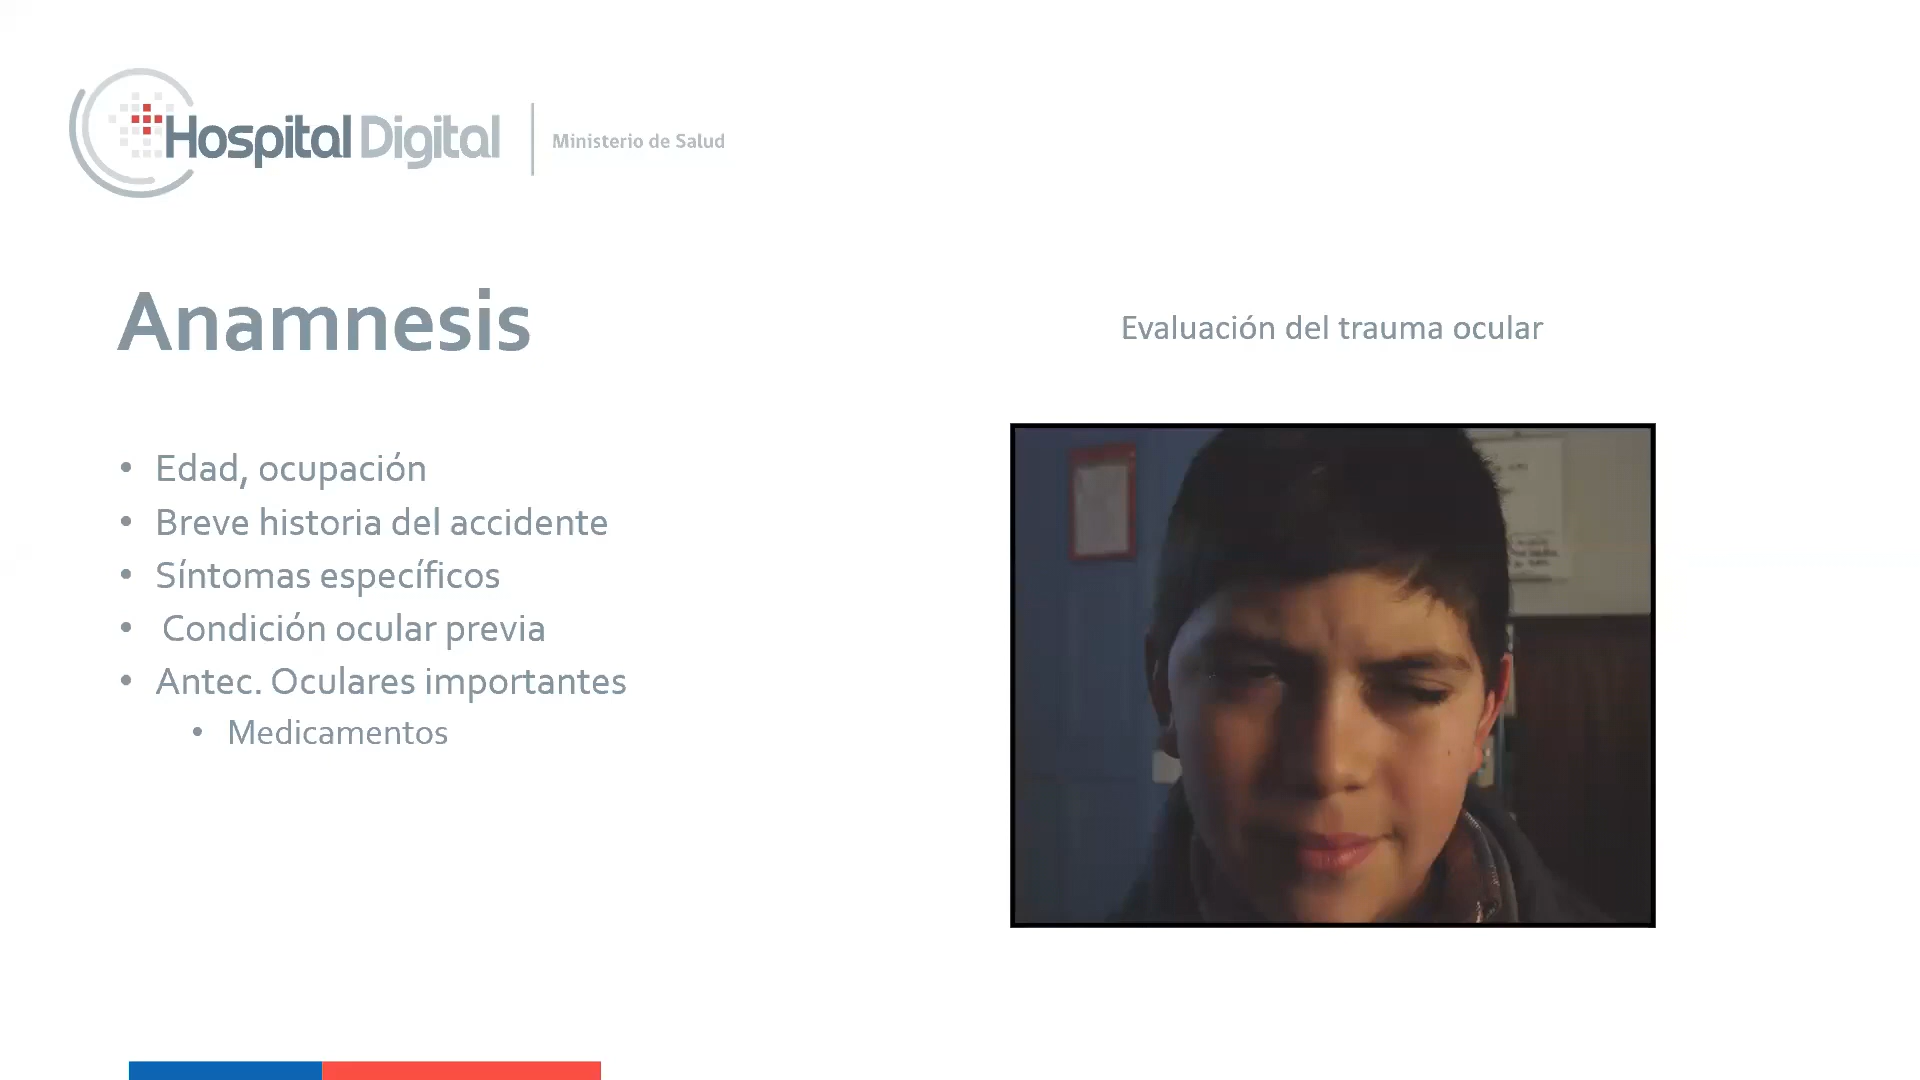 Hospital Digital
Ministerio de Salud
Anamnesis
Evaluación del trauma ocular
• Edad, ocupación
• Breve historia del accidente
• Síntomas específicos
• Condición ocular previa
• Antec. Oculares importantes
• Medicamentos